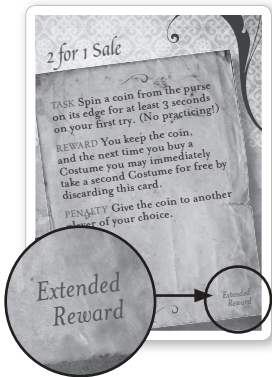 2 for 1 Sale
TASK Spin a coin from the purse
on its edge for at least 3 seconds
on your first try. (No practicing!)
REWARD You keep the coin,
and the next time you buy a
Costume you may immediately
take a second Costume for free by
discarding this card.
PENALTY Give the coin to another
player of your choice.
Extended
Reward
Extended
Reward